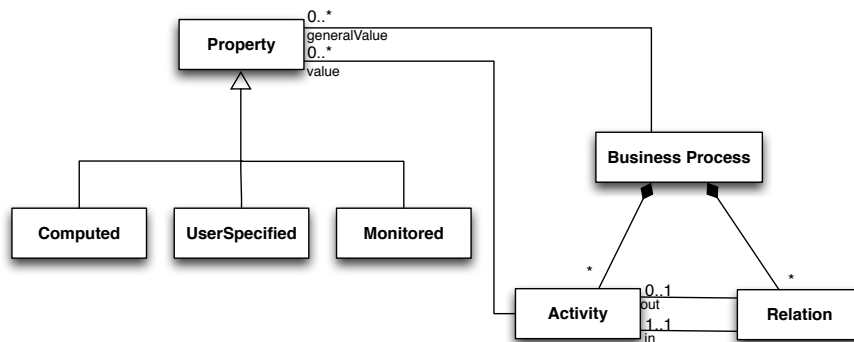 0..*
Property
generalValue
0..*
value
Business Process
Computed
UserSpecified
Monitored
*
*
0..1
Activity
out
Relation
1..1
in